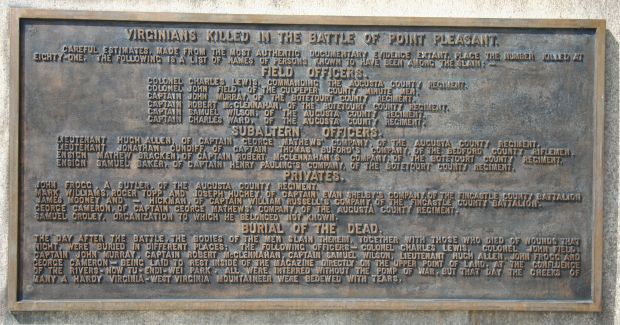 VIRGINIANS KILLED IN THE BATTLE OF POINT PLEASANT.
CAREFUL ESTIMATES, MADE FROM THE MOST AUTHENTIC DOCUMENTARY EVIDENCE EXTANT, PLACE THE NUMBER KILLED AT
EIGHTY-ONE. THE FOLLOWING IS A LIST OF NAMES OF PERSONS KNOWN TO HAVE BEEN AMONG THE SLAIN: -
FIELD OFFICERS.
COLONEL CHARLES LEWIS, COMMANDING THE AUGUSTA COUNTY REGIMENT.
COLONEL JOHN FIELD, THE CULPEPER COUNTY MINUTE MEN.
CAPTAIN JOHN MURRAY OF THE BOTETOURT COUNTY REGIMENT.
CAPTAIN ROBERT McCLENNAHAN, OF THE BOTETOURT COUNTY REGIMENT.
CAPTAIN SAMUEL WILSON, OF THE AUGUSTA COUNTY REGIMENT.
CAPTAIN CHARLES WARD, OF THE AUGUSTA COUNTY REGIMENT.
SUBALTERN OFFICERS.
LIEUTENANT HUGH ALLEN, OF CAPTAIN GEORGE MATHEWS' COMPANY OF THE AUGUSTA COUNTY REGIMENT.
LIEUTENANT JONATHAN CUNDIFF OF CAPTAIN THOMAS BUFORD'S COMPANY OF THE BEDFORD COUNTY RIFLEMEN.
ENSIGN MATHEW BRACKEN OF CAPTAIN ROBERT McCLENNAHAN'S COMPANY OF THE BOTETOURT COUNTY REGIMENT.
ENSIGN SAMUEL BAKER, OF CAPTAIN HENRY PAULING'S COMPANY OF THE BOTETOURT COUNTY REGIMENT.
PRIVATES.
JOHN FROGG, A SUTLER, OF THE AUGUSTA COUNTY REGIMENT.
MARK WILLIAMS, ROGER TOPP AND JOSEPH HUGHEY, OF CAPTAIN EVAN SHELBY'S COMPANY OF THE FINCASTLE COUNTY BATTALION
JAMES MOONEY AND - HICKMAN, OF CAPTAIN WILLIAM RUSSELL'S COMPANY OF THE FINCASTLE COUNTY BATTALION.
GEORGE CAMERON, OF CAPTAIN GEORGE MATHEW'S COMPANY OF THE AUGUSTA COUNTY REGIMENT.
SAMUEL CROLEY, ORGANIZATION TO WHICH HE BELONGED NOT KNOWN.
BURIAL OF THE DEAD.
THE DAY AFTER THE BATTLE, THE BODIES OF THE MEN SLAIN THEREIN, TOGETHER WITH THOSE WHO DIED OF WOUNDS THAT
NIGHT, WERE BURIED IN DIFFERENT PLACES. THE FOLLOWING OFFICERS - COLONEL CHARLES LEWIS, COLONEL JOHN FIELD,
CAPTAIN JOHN MURRAY, CAPTAIN ROBERT McCLENNAHAN, CAPTAIN SAMUEL WILSON, LIEUTENANT HUGH ALLEN, JOHN FROGG AND
GEORGE CAMERON - BEING LAID TO REST INSIDE OF THE MAGAZINE DIRECTLY ON THE UPPER POINT OF LAND, AT THE CONFLUENCE
OF THE RIVERS - NOW TU-ENDI-WEI PARK. ALL WERE INTERRED WITHOUT THE POMP OF WAR, BUT THAT DAY THE CHEEKS OF
MANY A HARDY VIRGINIA-WEST VIRGINIA MOUNTAINEER WERE BEDEWED WITH TEARS.